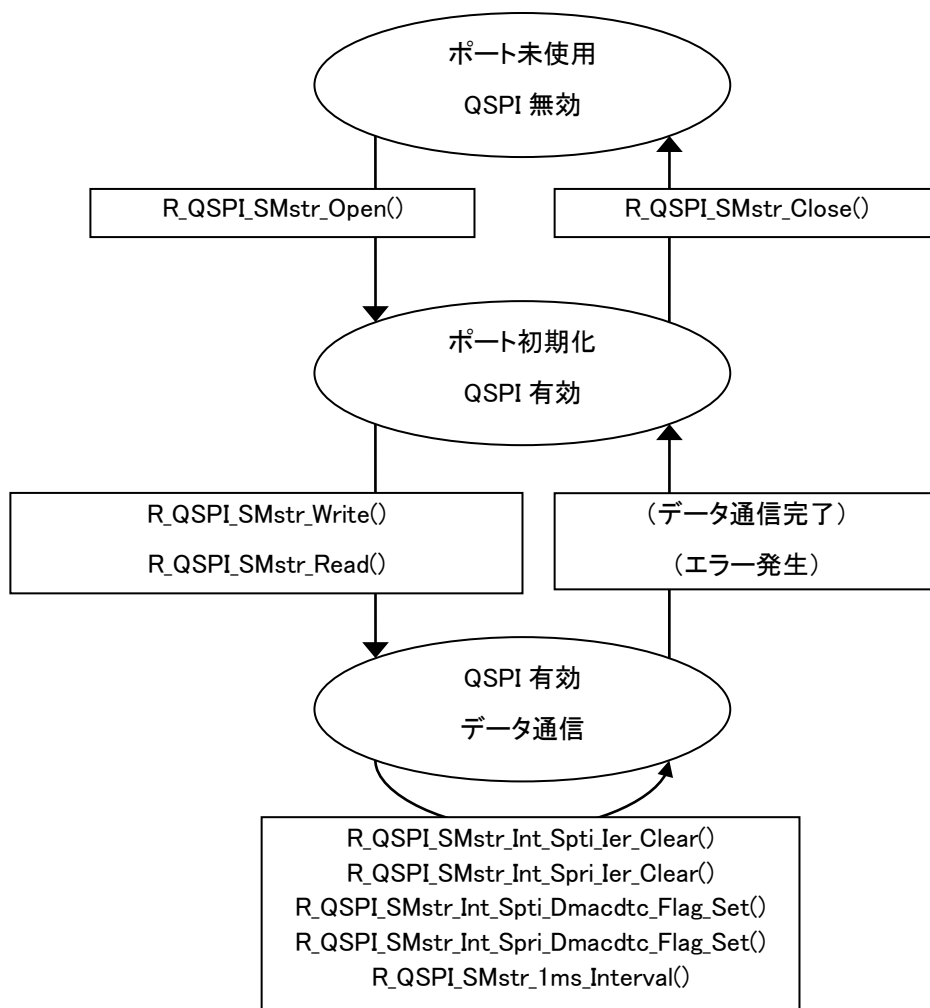 ポート未使用
QSPI 無効
R_QSPI_SMstr_Open()
R_QSPI_SMstr_Close()
ポート初期化
QSPI 有効
R_QSPI_SMstr_Write()
R_QSPI_SMstr_Read()
(データ通信完了)
(エラー発生)
QSPI 有効
データ通信
R_QSPI_SMstr_Int_Spti_Ier_Clear()
R_QSPI_SMstr_Int_Spri_Ier_Clear()
R_QSPI_SMstr_Int_Spti_Dmacdtc_Flag_Set()
R_QSPI_SMstr_Int_Spri_Dmacdtc_Flag_Set()
R_QSPI_SMstr_1ms_Interval()